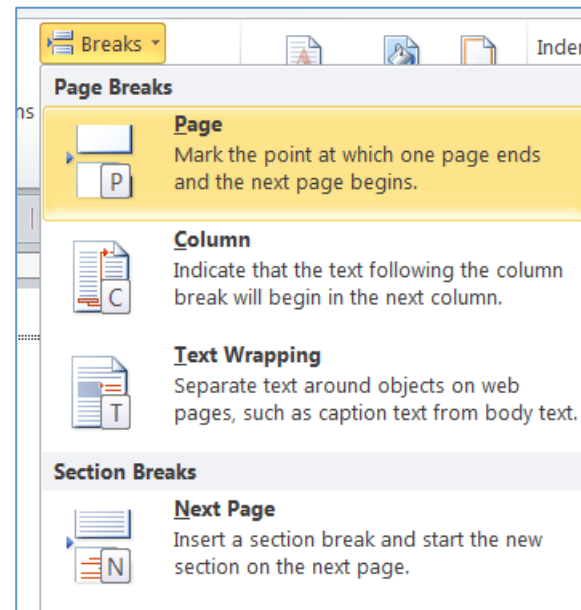 Breaks
Inden
Page Breaks
ns
Page
Mark the point at which one page ends
P
and the next page begins.
Column
Indicate that the text following the column
C
break will begin in the next column.
Text Wrapping
Separate text around objects on web
T
pages, such as caption text from body text.
Section Breaks
Next Page
Insert a section break and start the new
N
section on the next page.